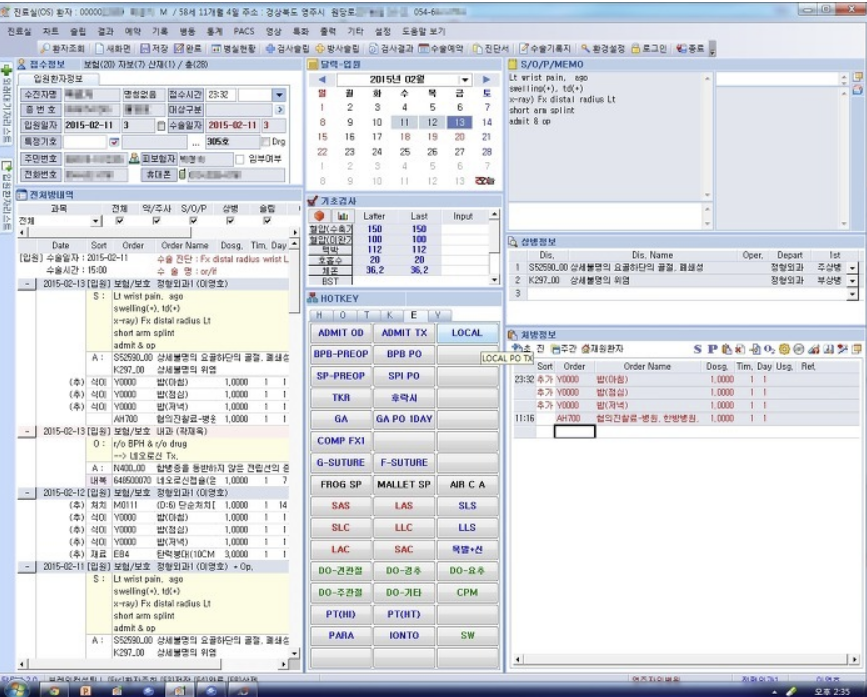 진료실(OS) 환자 : 00000 M / 58세 11개월 4일 주소 : 경상북도 영주시 원당로 054-6
진료실 차트 슬립 결과 예약 기록 병동 통계 PACS 영상 특화 출력 기타 설정 도움말 보기
환자조회 새화면 저장 완료 병실현황 검사슬립 방사슬립 검사결과 수술예약 진단서 수술기록지 환경설정 로그인 종료
접수정보 보험(20) 자보(7) 산재(1) / 총(28)
입원환자정보
수진자명 명칭없음 접수시간 23:32
증번호 대상구분
입원일자 2015-02-11 3 수술일자 2015-02-11 3
특정기호 ... 305호 Drg
주민번호 피보험자 임부여부
전화번호 휴대폰
전처방내역
과목 전체 약/주사 S/O/P 상병 슬립
전체
Date Sort Order Order Name Dosg. Tim. Day
[입원] 수술일자 : 2015-02-11 수술 진단 : Fx distal radius wrist L
수술시간 : 15:00 수 술 명 : or/if
2015-02-13 [입원] 보험/보호 정형외과1 (이영호)
S : Lt wrist pain, ago
swelling(+), td(+)
x-ray) Fx distal radius Lt
short arm splint
admit & op
A : S52590.00 상세불명의 요골하단의 골절, 폐쇄성
K297.00 상세불명의 위염
(추) 식이 Y0000 밥(아침) 1,0000 1 1
(추) 식이 Y0000 밥(점심) 1,0000 1 1
(추) 식이 Y0000 밥(저녁) 1,0000 1 1
AH700 협의진찰료-병원 1,0000 1 1
2015-02-13 [입원] 보험/보호 내과 (곽재욱)
O : r/o BPH & r/o drug
--> 네오로신 Tx.
A : N400.00 합병증을 동반하지 않은 전립선의 증
내복 648500070 네오로신캡슐(염 1,0000 1 7
2015-02-12 [입원] 보험/보호 정형외과1 (이영호)
(추) 처치 M0111 (D:6) 단순처치[ 1,0000 1 14
(추) 식이 Y0000 밥(아침) 1,0000 1 1
(추) 식이 Y0000 밥(점심) 1,0000 1 1
(추) 식이 Y0000 밥(저녁) 1,0000 1 1
(추) 재료 EB4 탄력붕대(10CM 3,0000 1 1
2015-02-11 [입원] 보험/보호 정형외과1 (이영호) + Op.
S : Lt wrist pain, ago
swelling(+), td(+)
x-ray) Fx distal radius Lt
short arm splint
admit & op
A : S52590.00 상세불명의 요골하단의 골절, 폐쇄성
K297.00 상세불명의 위염
달력-입원
2015년 02월
일 월 화 수 목 금 토
1 2 3 4 5 6 7
8 9 10 11 12 13 14
15 16 17 18 19 20 21
22 23 24 25 26 27 28
1 2 3 4 5 6 7
8 9 10 11 12 13 오늘
기초검사
Latter Last Input
혈압(수축기 150 150
혈압(이완기 100 100
맥박 112 112
호흡수 20 20
체온 36.2 36.2
BST
HOTKEY
H O T K E Y
ADMIT OD ADMIT TX LOCAL
BPB-PREOP BPB PO
LOCAL PO TX
SP-PREOP SPI PO
TKR 후락시
GA GA PO 1DAY
COMP FX1
G-SUTURE F-SUTURE
FROG SP MALLET SP AIR C A
SAS LAS SLS
SLC LLC LLS
LAC SAC 목발+신
DO-견관절 DO-경추 DO-요추
DO-주관절 DO-기타 CPM
PT(HI) PT(HT)
PARA IONTO SW
S/O/P/MEMO
Lt wrist pain, ago
swelling(+), td(+)
x-ray) Fx distal radius Lt
short arm splint
admit & op
상병정보
Dis. Dis. Name Oper. Depart 1st
1 S52590.00 상세불명의 요골하단의 골절, 폐쇄성 정형외과 주상병
2 K297.00 상세불명의 위염 정형외과 부상병
3
처방정보
초 진 주간 재원환자
Sort Order Order Name Dosg. Tim. Day Usg. Ref.
23:32 추가 Y0000 밥(아침) 1,0000 1 1
추가 Y0000 밥(점심) 1,0000 1 1
추가 Y0000 밥(저녁) 1,0000 1 1
11:16 AH700 협의진찰료-병원, 한방병원, 1,0000 1 1
오후 2:35